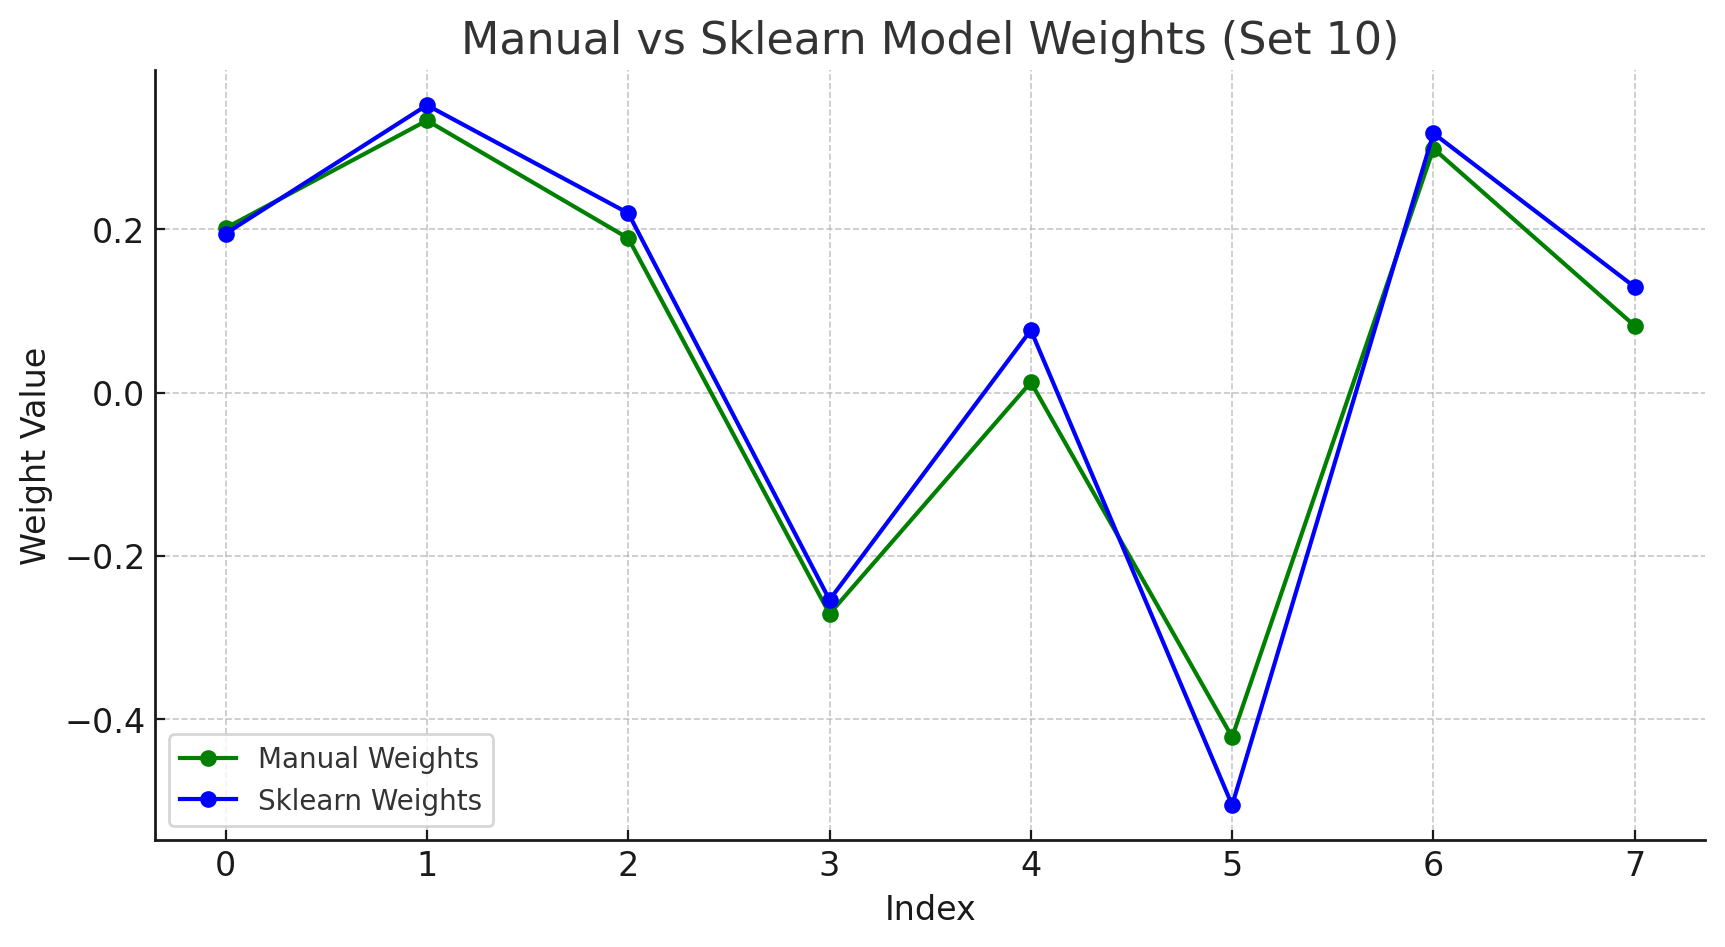 Manual vs Sklearn Model Weights (Set 10)
Weight Value
0.2
0.0
−0.2
−0.4
Manual Weights
Sklearn Weights
0 1 2 3 4 5 6 7
Index